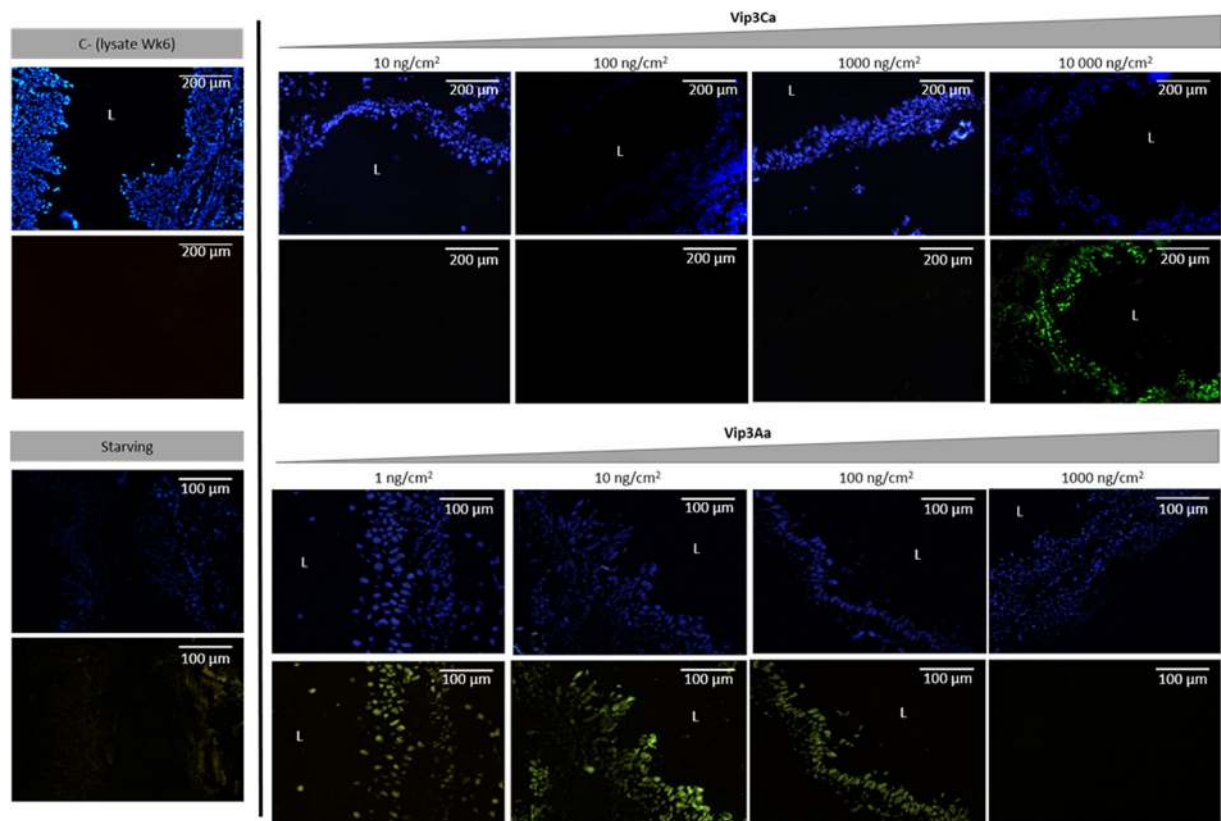 Vip3Ca
C- (lysate Wk6)
10 ng/cm² 100 ng/cm² 1000 ng/cm² 10 000 ng/cm²
200 µm 200 µm 200 µm 200 µm 200 µm
L L L L L
200 µm 200 µm 200 µm 200 µm 200 µm
L
Vip3Aa
Starving
1 ng/cm² 10 ng/cm² 100 ng/cm² 1000 ng/cm²
100 µm 100 µm 100 µm 100 µm 100 µm
L L L L
100 µm 100 µm 100 µm 100 µm 100 µm
L L L